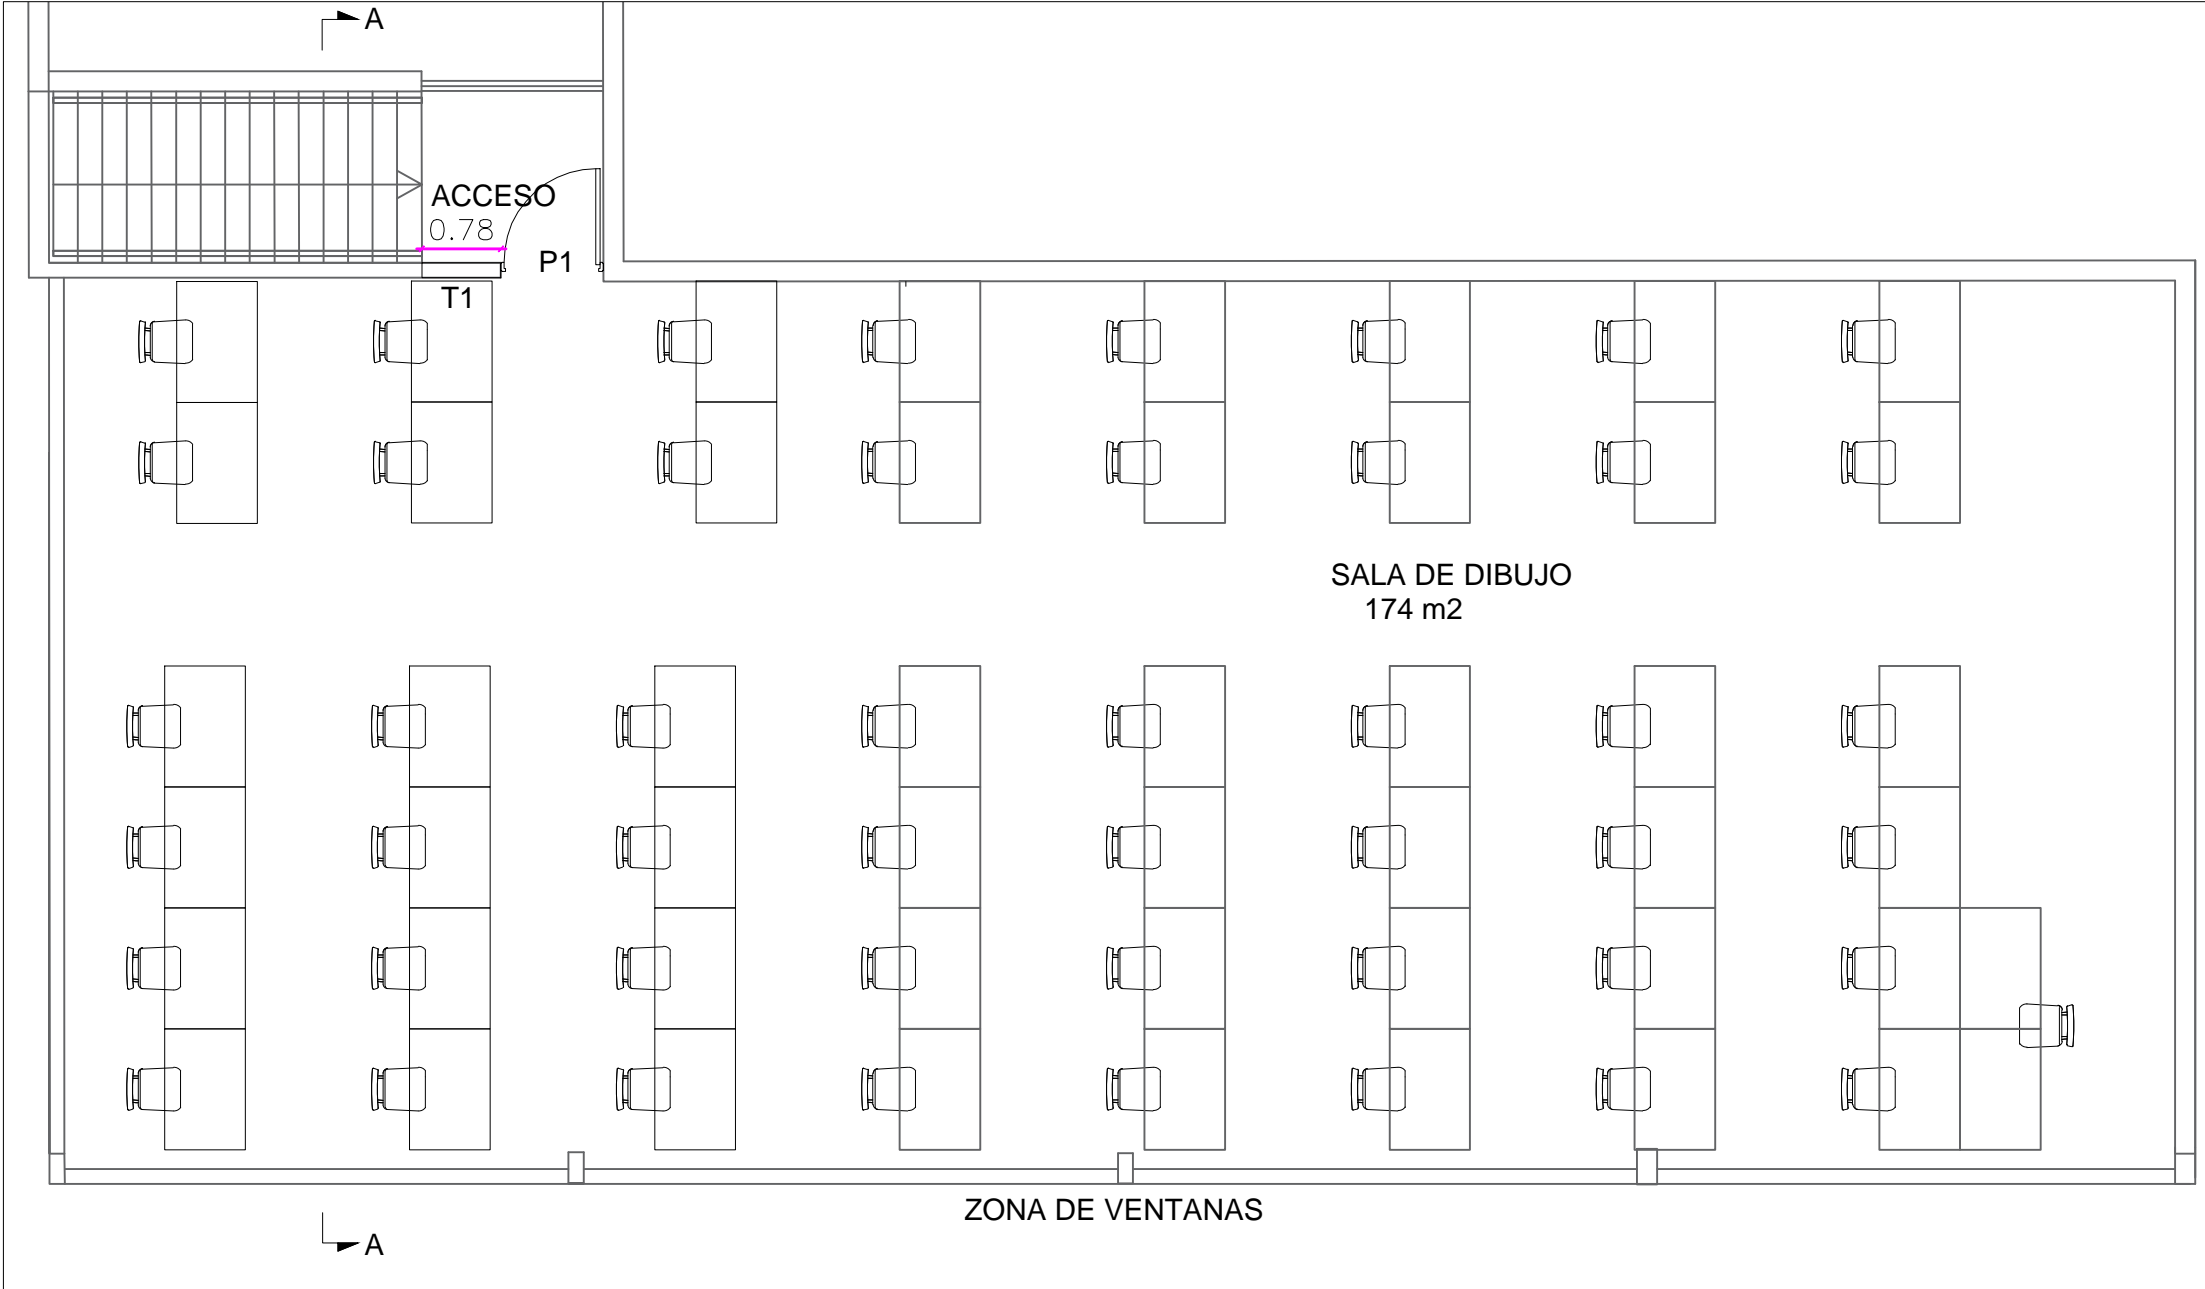 A
ACCESO
0.78
P1
T1
SALA DE DIBUJO
174 m2
ZONA DE VENTANAS
A